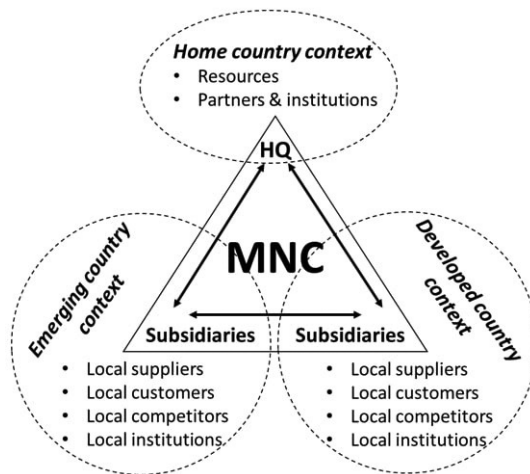 Home country context
• Resources
• Partners & institutions
HQ
MNC
Emerging country
context
Developed country
context
Subsidiaries
Subsidiaries
• Local suppliers
• Local customers
• Local competitors
• Local institutions
• Local suppliers
• Local customers
• Local competitors
• Local institutions